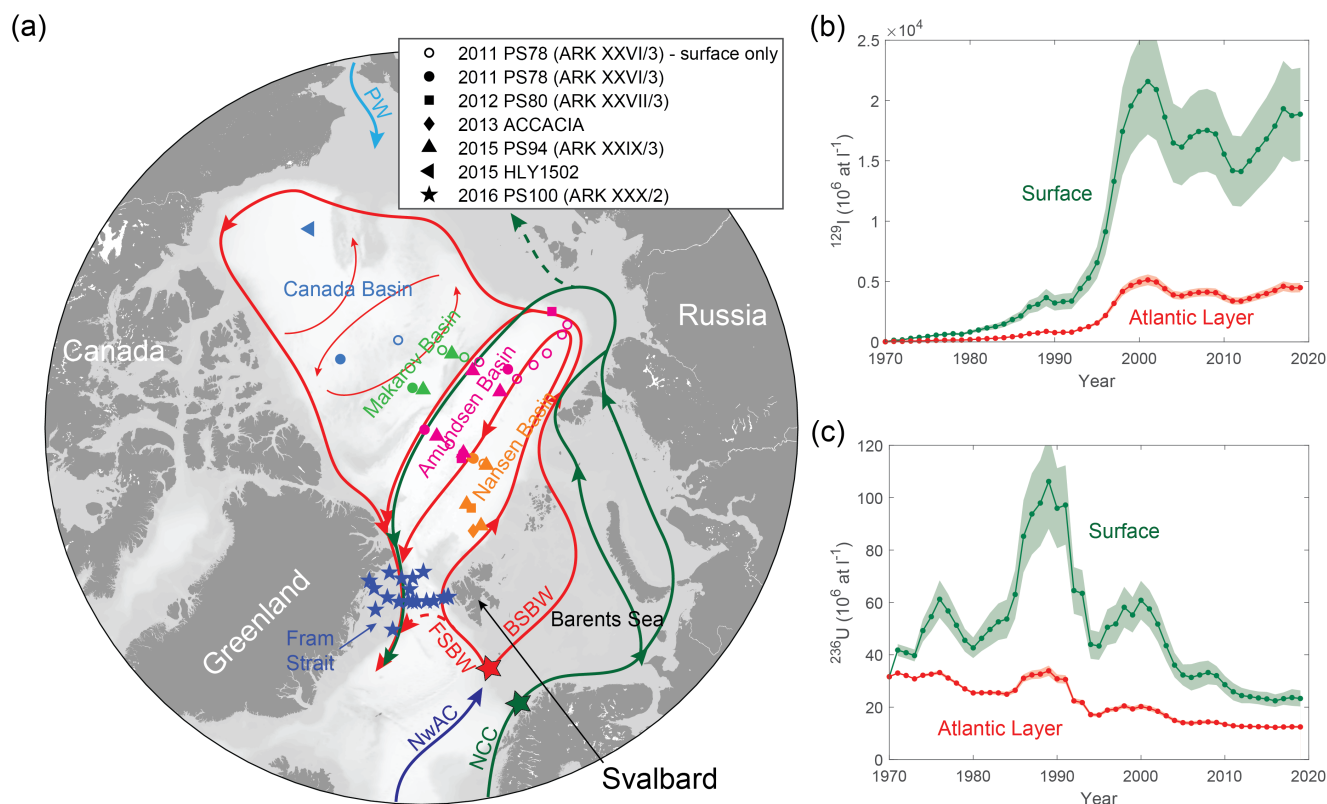 (a)
2011 PS78 (ARK XXVI/3) - surface only
2011 PS78 (ARK XXVI/3)
2012 PS80 (ARK XXVII/3)
2013 ACCACIA
2015 PS94 (ARK XXIX/3)
2015 HLY1502
2016 PS100 (ARK XXX/2)
PW
Canada Basin
Canada
Makarov Basin
Amundsen Basin
Nansen Basin
Russia
Greenland
Fram
Strait
FSBW
BSBW
Barents Sea
NwAC
NCC
Svalbard
(b)
×10⁴
2.5
2.0
1.5
1.0
0.5
0
¹²⁹I (10⁶ at l⁻¹)
Surface
Atlantic Layer
1970 1980 1990 2000 2010 2020
Year
(c)
120
100
80
60
40
20
0
²³⁶U (10⁶ at l⁻¹)
Surface
Atlantic Layer
1970 1980 1990 2000 2010 2020
Year